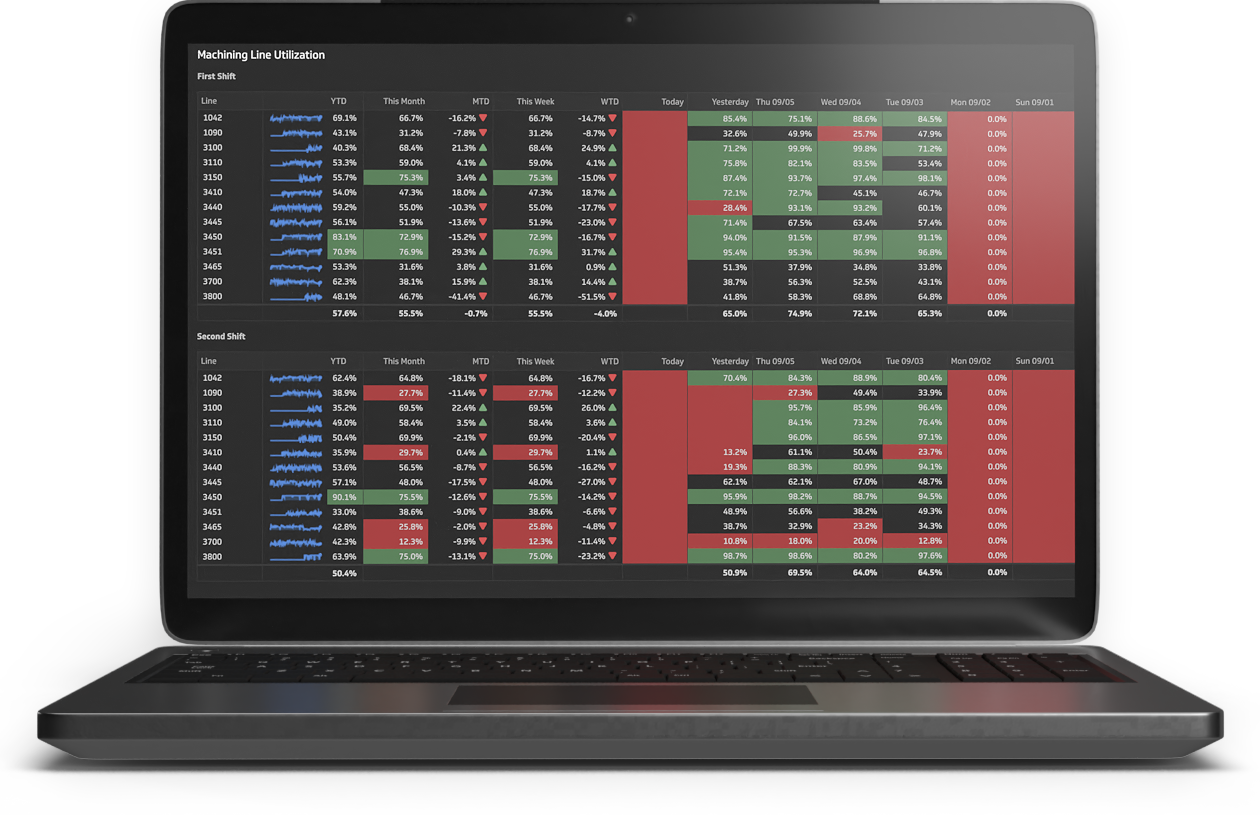 Machining Line Utilization
First Shift
Line YTD This Month MTD This Week WTD Today Yesterday Thu 09/05 Wed 09/04 Tue 09/03 Mon 09/02 Sun 09/01
1042 69.1% 66.7% -16.2% 66.7% -14.7% 85.4% 75.1% 88.6% 84.5% 0.0%
1090 43.1% 31.2% -7.8% 31.2% -8.7% 32.6% 49.9% 25.7% 47.9% 0.0%
3100 40.3% 68.4% 21.3% 68.4% 24.9% 71.2% 99.9% 99.8% 71.2% 0.0%
3110 53.3% 59.0% 4.1% 59.0% 4.1% 75.8% 82.1% 83.5% 53.4% 0.0%
3150 55.7% 75.3% 3.4% 75.3% -15.0% 87.4% 93.7% 97.4% 98.1% 0.0%
3410 54.0% 47.3% 18.0% 47.3% 18.7% 72.1% 72.7% 45.1% 46.7% 0.0%
3440 59.2% 55.0% -10.3% 55.0% -17.7% 28.4% 93.1% 93.2% 60.1% 0.0%
3445 56.1% 51.9% -13.6% 51.9% -23.0% 71.4% 67.5% 63.4% 57.4% 0.0%
3450 83.1% 72.9% -15.2% 72.9% -16.7% 94.0% 91.5% 87.9% 91.1% 0.0%
3451 70.9% 76.9% 29.3% 76.9% 31.7% 95.4% 95.3% 96.9% 96.8% 0.0%
3465 53.3% 31.6% 3.8% 31.6% 0.9% 51.3% 37.9% 34.8% 33.8% 0.0%
3700 62.3% 38.1% 15.9% 38.1% 14.4% 38.7% 56.3% 52.5% 43.1% 0.0%
3800 48.1% 46.7% -41.4% 46.7% -51.5% 41.8% 58.3% 68.8% 64.8% 0.0%
57.6% 55.5% -0.7% 55.5% -4.0% 65.0% 74.9% 72.1% 65.3% 0.0%
Second Shift
Line YTD This Month MTD This Week WTD Today Yesterday Thu 09/05 Wed 09/04 Tue 09/03 Mon 09/02 Sun 09/01
1042 62.4% 64.8% -18.1% 64.8% -16.7% 70.4% 84.3% 88.9% 80.4% 0.0%
1090 38.9% 27.7% -11.4% 27.7% -12.2% 27.3% 49.4% 33.9% 0.0%
3100 35.2% 69.5% 22.4% 69.5% 26.0% 95.7% 85.9% 96.4% 0.0%
3110 49.0% 58.4% 3.5% 58.4% 3.6% 84.1% 73.2% 76.4% 0.0%
3150 50.4% 69.9% -2.1% 69.9% -20.4% 96.0% 86.5% 97.1% 0.0%
3410 35.9% 29.7% 0.4% 29.7% 1.1% 13.2% 61.1% 50.4% 23.7% 0.0%
3440 53.6% 56.5% -8.7% 56.5% -16.2% 19.3% 88.3% 80.9% 94.1% 0.0%
3445 57.1% 48.0% -17.5% 48.0% -27.0% 62.1% 62.1% 67.0% 48.7% 0.0%
3450 90.1% 75.5% -12.6% 75.5% -14.2% 95.9% 98.2% 88.7% 94.5% 0.0%
3451 33.0% 38.6% -9.0% 38.6% -6.6% 48.9% 56.6% 38.2% 49.3% 0.0%
3465 42.8% 25.8% -2.0% 25.8% -4.8% 38.7% 32.9% 23.2% 34.3% 0.0%
3700 42.3% 12.3% -9.9% 12.3% -11.4% 10.8% 18.0% 20.0% 12.8% 0.0%
3800 63.9% 75.0% -13.1% 75.0% -23.2% 98.7% 98.6% 80.2% 97.6% 0.0%
50.4% 50.9% 69.5% 64.0% 64.5% 0.0%